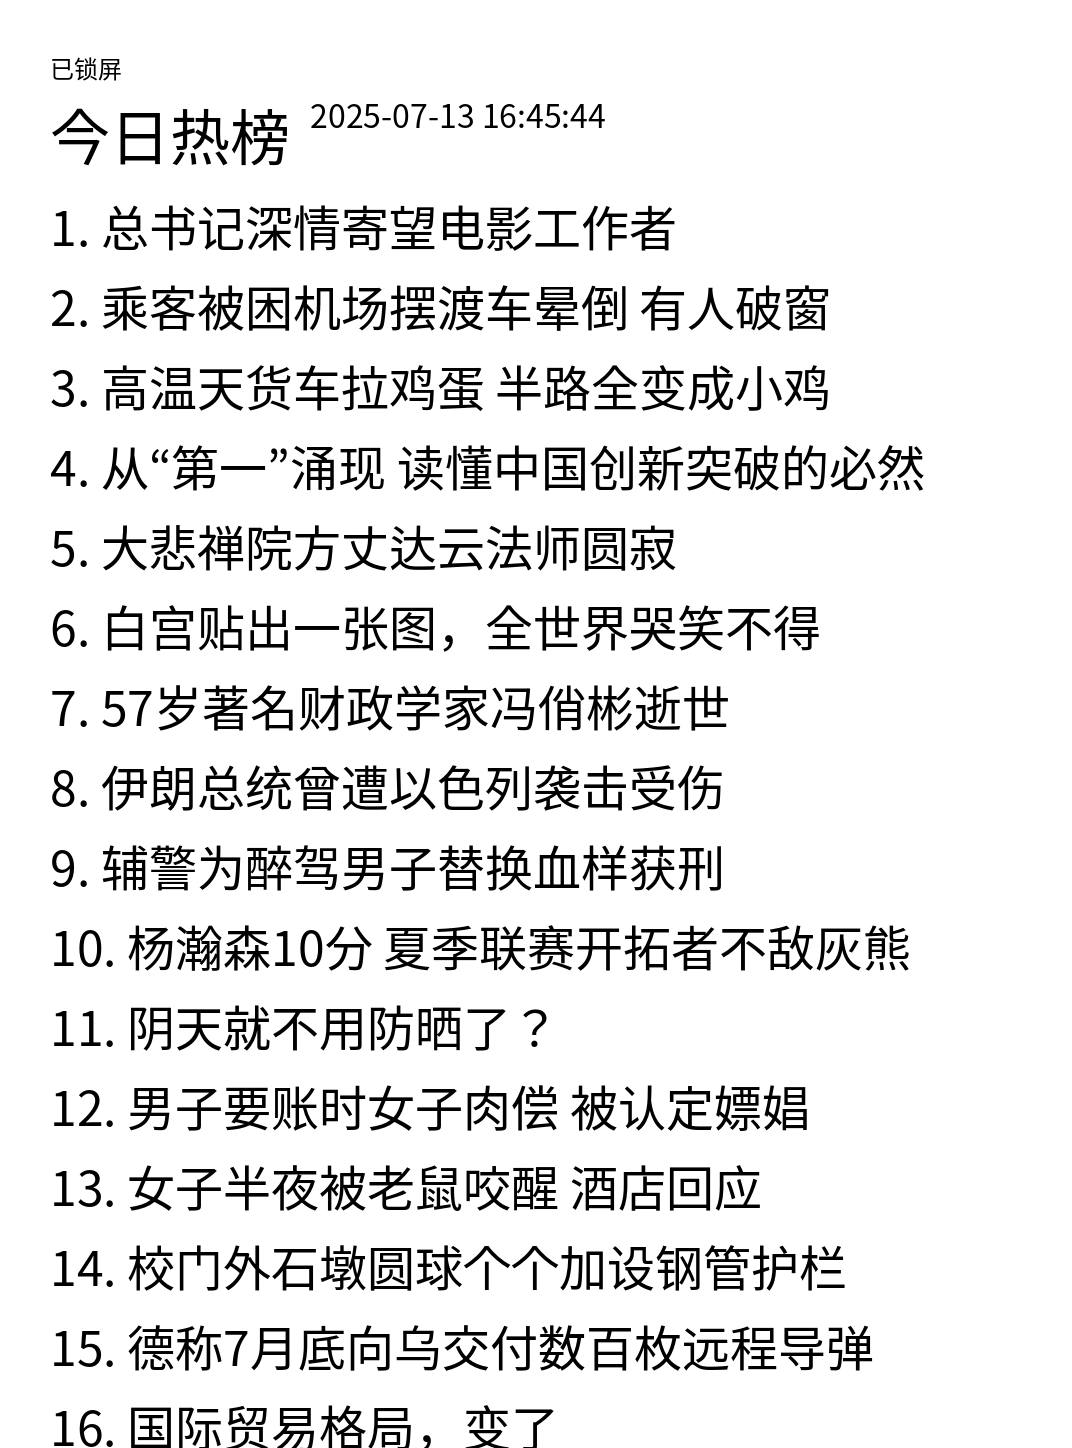 已锁屏
今日热榜 2025-07-13 16:45:44
1. 总书记深情寄望电影工作者
2. 乘客被困机场摆渡车晕倒 有人破窗
3. 高温天货车拉鸡蛋 半路全变成小鸡
4. 从“第一”涌现 读懂中国创新突破的必然
5. 大悲禅院方丈达云法师圆寂
6. 白宫贴出一张图，全世界哭笑不得
7. 57岁著名财政学家冯俏彬逝世
8. 伊朗总统曾遭以色列袭击受伤
9. 辅警为醉驾男子替换血样获刑
10. 杨瀚森10分 夏季联赛开拓者不敌灰熊
11. 阴天就不用防晒了？
12. 男子要账时女子肉偿 被认定嫖娼
13. 女子半夜被老鼠咬醒 酒店回应
14. 校门外石墩圆球个个加设钢管护栏
15. 德称7月底向乌交付数百枚远程导弹
16. 国际贸易格局，变了